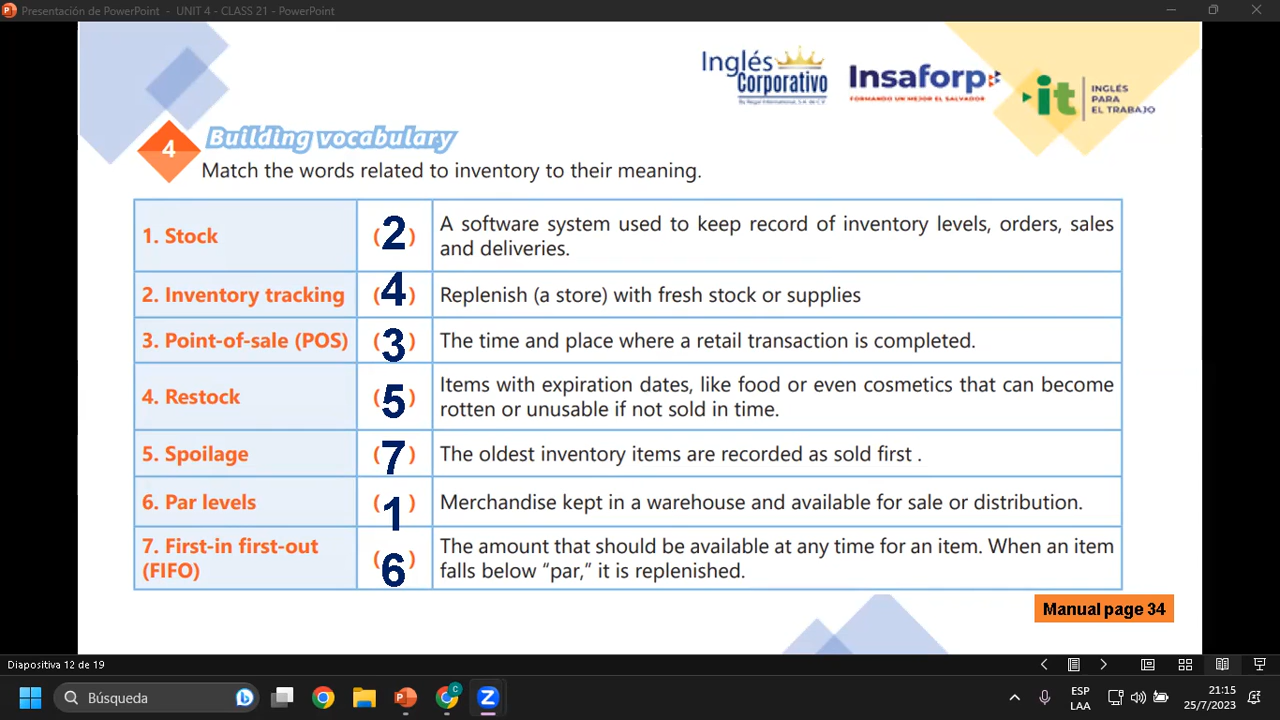 Presentación de PowerPoint - UNIT 4 - CLASS 21 - PowerPoint
Inglés
Corporativo
By Regal International, S.A. de C.V.
Insaforp
FORMANDO UN MEJOR EL SALVADOR
it
INGLÉS
PARA
EL TRABAJO
4 Building vocabulary
Match the words related to inventory to their meaning.
1. Stock (2) A software system used to keep record of inventory levels, orders, sales
and deliveries.
2. Inventory tracking (4) Replenish (a store) with fresh stock or supplies
3. Point-of-sale (POS) (3) The time and place where a retail transaction is completed.
4. Restock (5) Items with expiration dates, like food or even cosmetics that can become
rotten or unusable if not sold in time.
5. Spoilage (7) The oldest inventory items are recorded as sold first .
6. Par levels (1) Merchandise kept in a warehouse and available for sale or distribution.
7. First-in first-out
(FIFO) (6) The amount that should be available at any time for an item. When an item
falls below “par,” it is replenished.
Manual page 34
Diapositiva 12 de 19
Búsqueda
ESP
LAA
21:15
25/7/2023